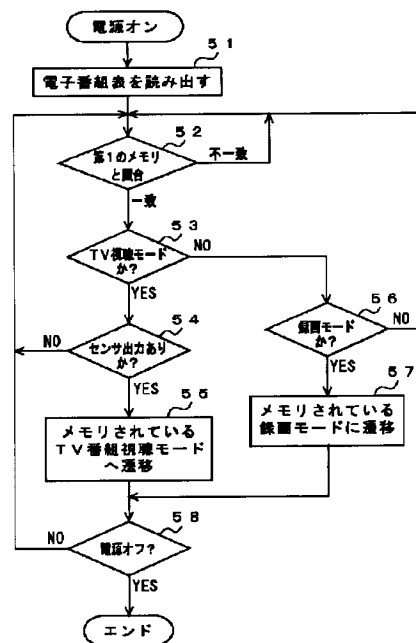 電源オン
51
電子番組表を読み出す
52
第1のメモリ
と照合
不一致
一致
53
TV視聴モード
か?
NO
YES
54
センサ出力あり
か?
NO
YES
56
録画モード
か?
NO
YES
55
メモリされている
TV番組視聴モード
へ遷移
57
メモリされている
録画モードに遷移
58
電源オフ?
NO
YES
エンド